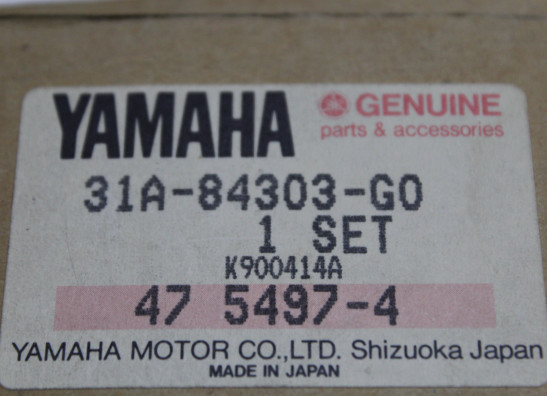 YAMAHA GENUINE
parts & accessories
31A-84303-G0
1 SET
K900414A
47 5497-4
YAMAHA MOTOR CO.,LTD. Shizuoka Japan
MADE IN JAPAN